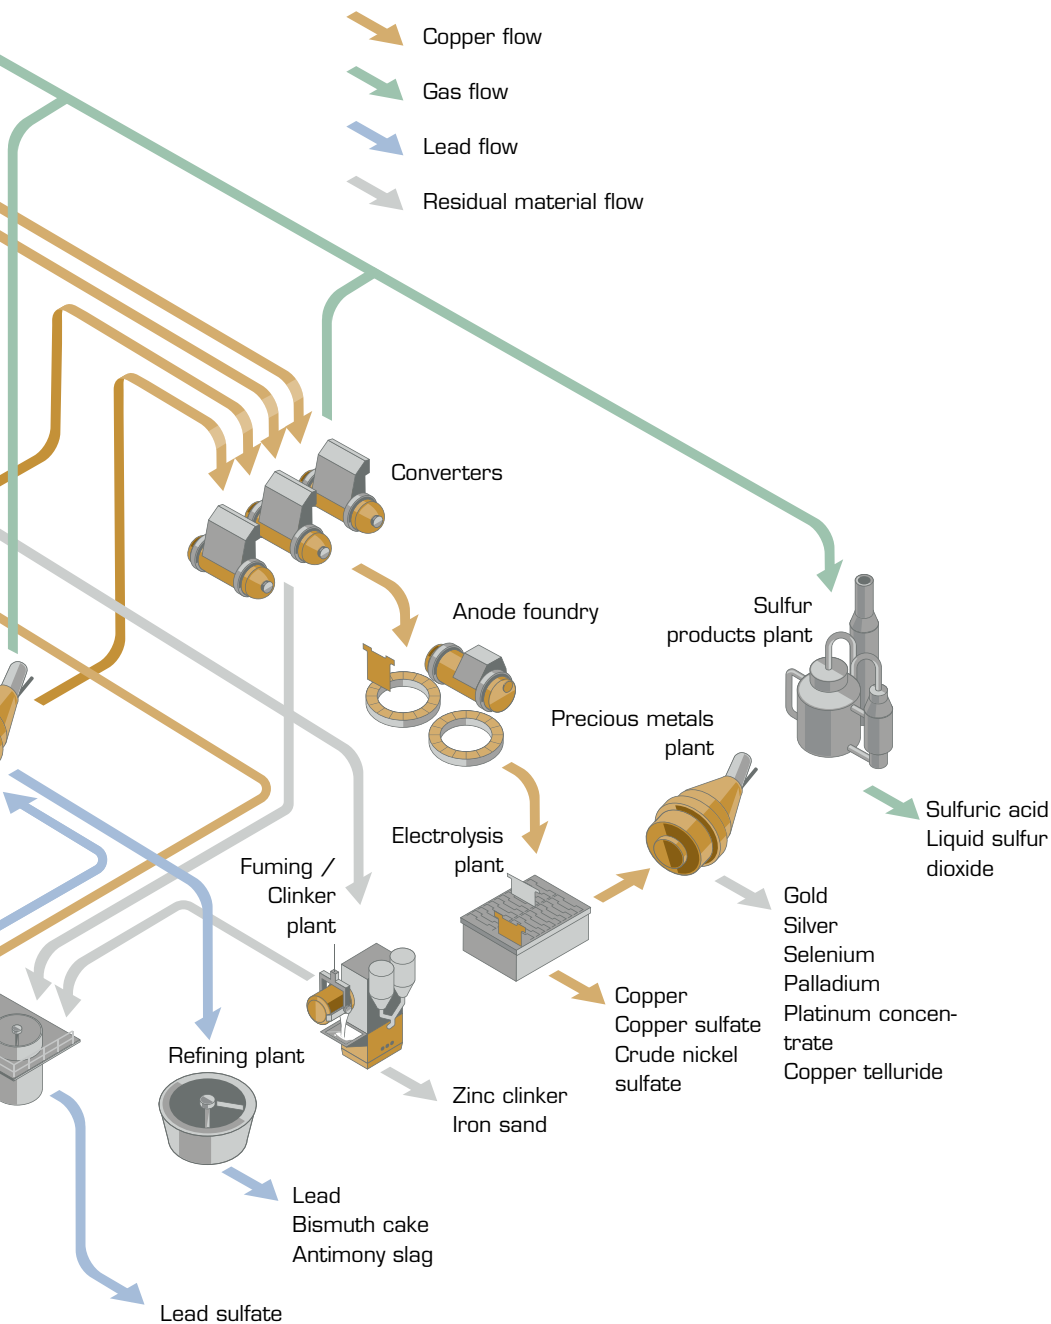 Copper flow
Gas flow
Lead flow
Residual material flow
Converters
Anode foundry
Sulfur
products plant
Precious metals
plant
Sulfuric acid
Liquid sulfur
dioxide
Electrolysis
plant
Fuming /
Clinker
plant
Gold
Silver
Selenium
Palladium
Platinum concen-
trate
Copper telluride
Copper
Copper sulfate
Crude nickel
sulfate
Refining plant
Zinc clinker
Iron sand
Lead
Bismuth cake
Antimony slag
Lead sulfate